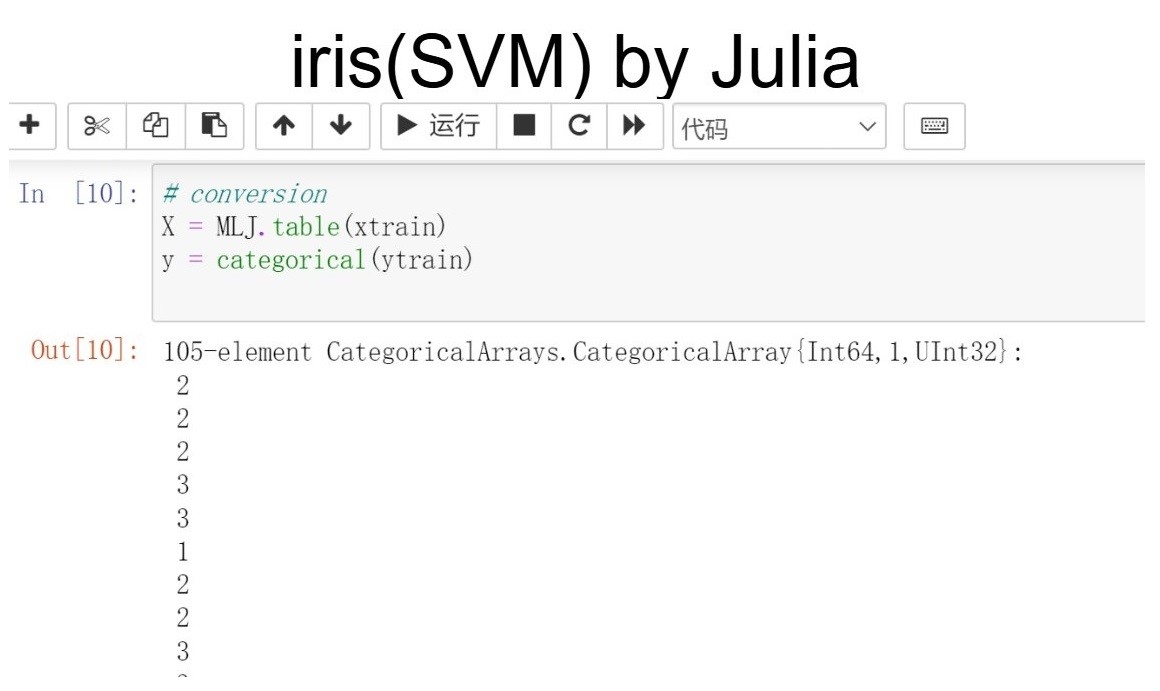 iris(SVM) by Julia
运行 代码
In [10]: # conversion
X = MLJ.table(xtrain)
y = categorical(ytrain)
Out[10]: 105-element CategoricalArrays.CategoricalArray{Int64,1,UInt32}:
2
2
2
3
3
1
2
2
3